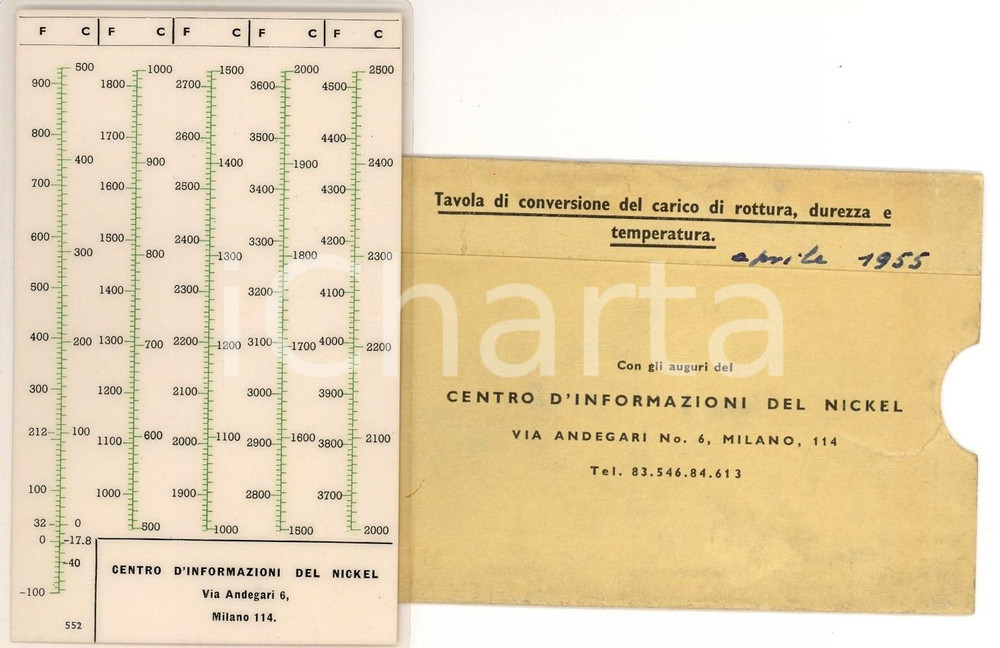 F C F C F C F C F C
500 1000 1500 2000 2500
900 1800 2700 3600 4500
800 1700 2600 3500 4400
400 900 1400 1900 2400
700 1600 2500 3400 4300
600 1500 2400 3300 4200
300 800 1300 1800 2300
500 1400 2300 3200 4100
400 1300 2200 3100 4000
200 700 1200 1700 2200
300 1200 2100 3000 3900
212 100 1100 600 2000 1100 2900 1600 3800 2100
100 1000 1900 2800 3700
32 0 500 1000 1500 2000
0 -17.8
-40
-100
552
CENTRO D'INFORMAZIONI DEL NICKEL
Via Andegari 6,
Milano 114.
Tavola di conversione del carico di rottura, durezza e
temperatura.
aprile 1955
Con gli auguri del
CENTRO D'INFORMAZIONI DEL NICKEL
VIA ANDEGARI No. 6, MILANO, 114
Tel. 83.546.84.613
iCharta